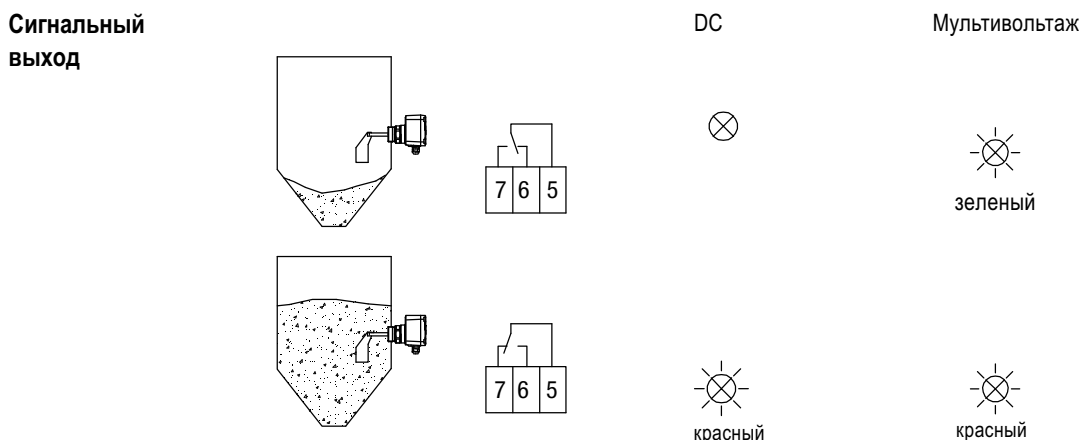 Сигнальный
выход
DC
Мультивольтаж
7 6 5
зеленый
7 6 5
красный
красный